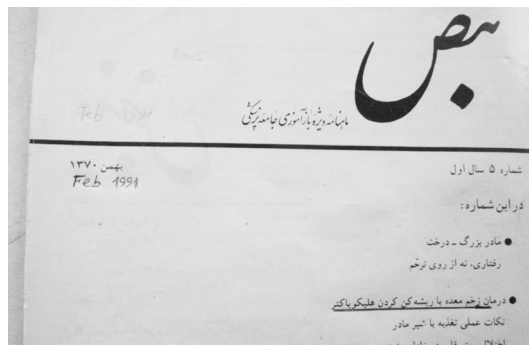 نبض
ماهنامه ویژه بازآموزی جامعه پزشکی
بهمن ۱۳۷۰
Feb 1991
Feb. 1991
شماره ۵ سال اول
در این شماره:
● مادر بزرگ ـ درخت
رفتاری، نه از روی ترحّم
● درمان زخم معده با ریشه‌کن کردن هلیکوباکتر
نکات عملی تغذیه با شیر مادر